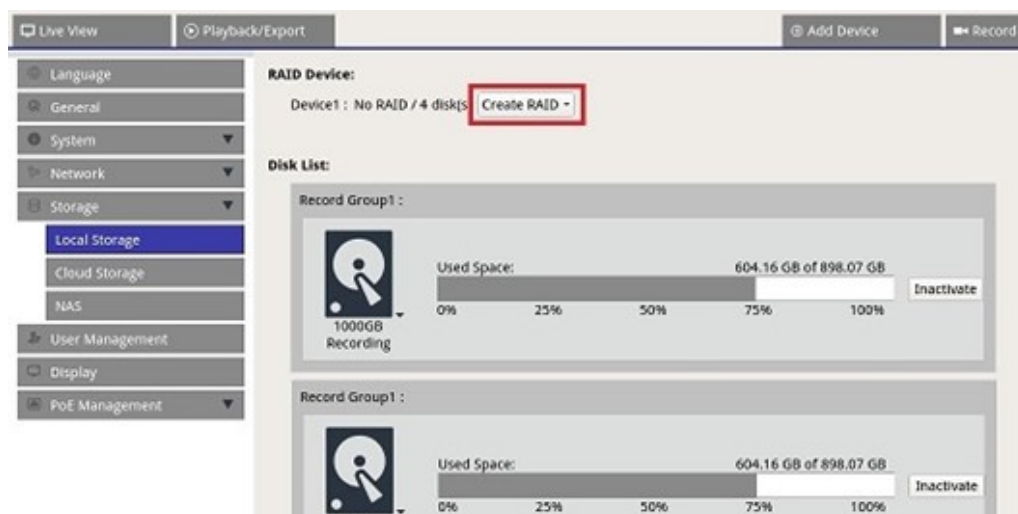 Live View
Playback/Export
Add Device
Record
Language
General
System
Network
Storage
Local Storage
Cloud Storage
NAS
User Management
Display
PoE Management
RAID Device:
Device1 : No RAID / 4 disk(s
Create RAID
Disk List:
Record Group1 :
Used Space:
604.16 GB of 898.07 GB
Inactivate
0% 25% 50% 75% 100%
1000GB
Recording
Record Group1 :
Used Space:
604.16 GB of 898.07 GB
Inactivate
0% 25% 50% 75% 100%